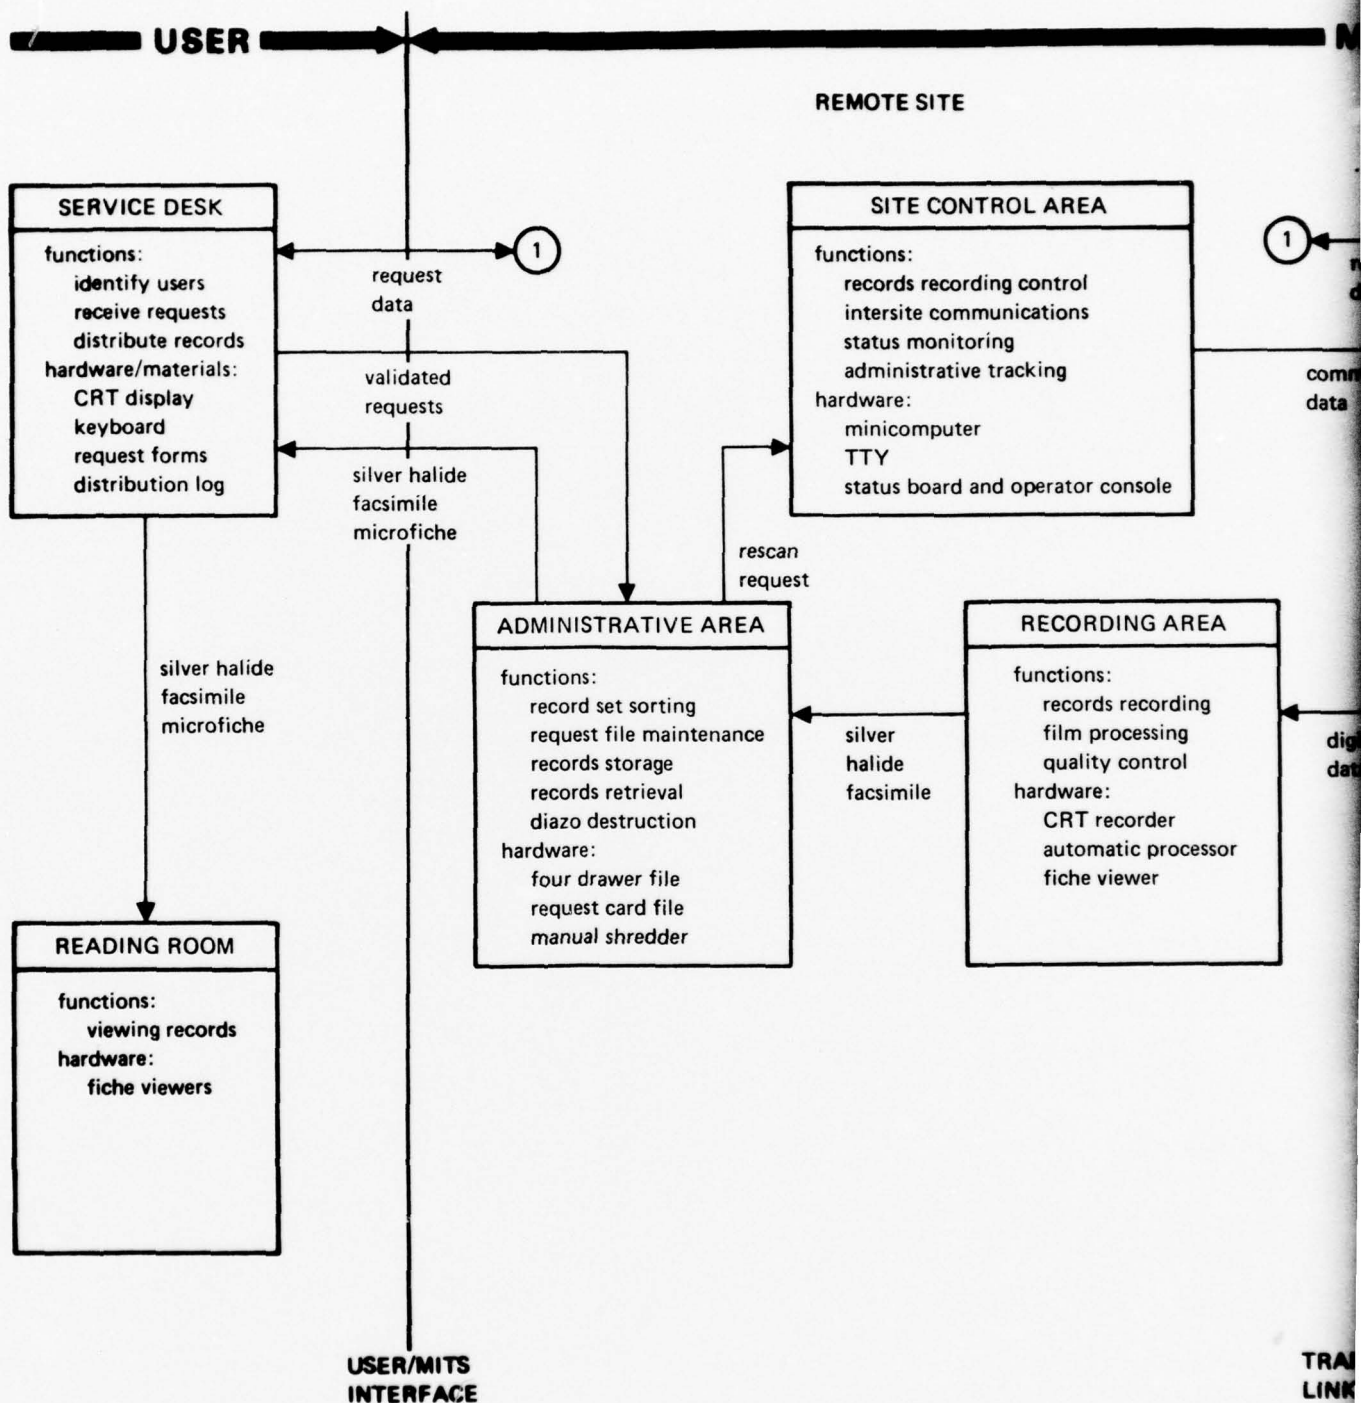 USER
REMOTE SITE
SERVICE DESK
functions:
identify users
receive requests
distribute records
hardware/materials:
CRT display
keyboard
request forms
distribution log
request
data
1
validated
requests
silver halide
facsimile
microfiche
SITE CONTROL AREA
functions:
records recording control
intersite communications
status monitoring
administrative tracking
hardware:
minicomputer
TTY
status board and operator console
1
data
rescan
request
silver halide
facsimile
microfiche
ADMINISTRATIVE AREA
functions:
record set sorting
request file maintenance
records storage
records retrieval
diazo destruction
hardware:
four drawer file
request card file
manual shredder
silver
halide
facsimile
RECORDING AREA
functions:
records recording
film processing
quality control
hardware:
CRT recorder
automatic processor
fiche viewer
READING ROOM
functions:
viewing records
hardware:
fiche viewers
USER/MITS
INTERFACE
LINK